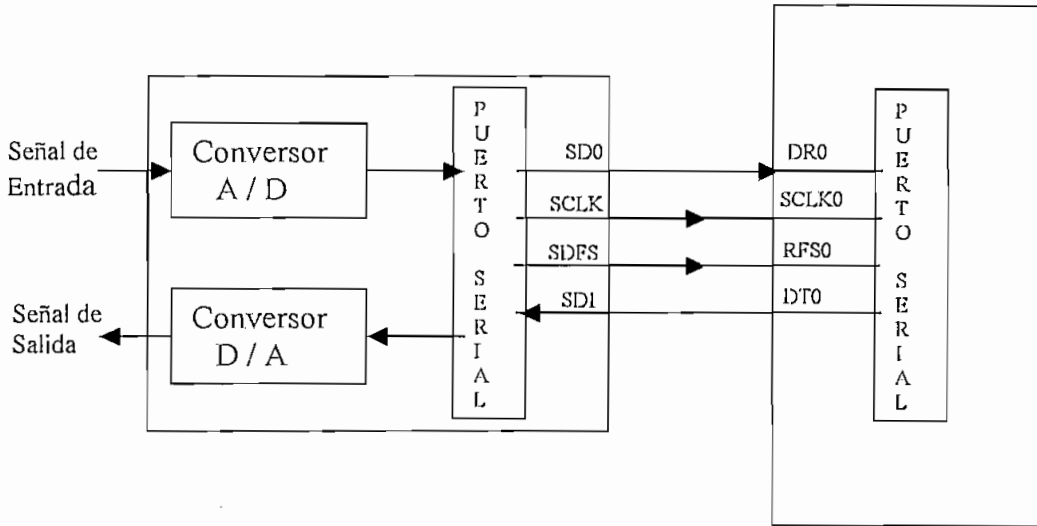 Señal de
Entrada
Conversor
A / D
Señal de
Salida
Conversor
D / A
PUERTO SERIAL
SD0
SCLK
SDFS
SD1
DR0
SCLK0
RFS0
DT0
PUERTO SERIAL